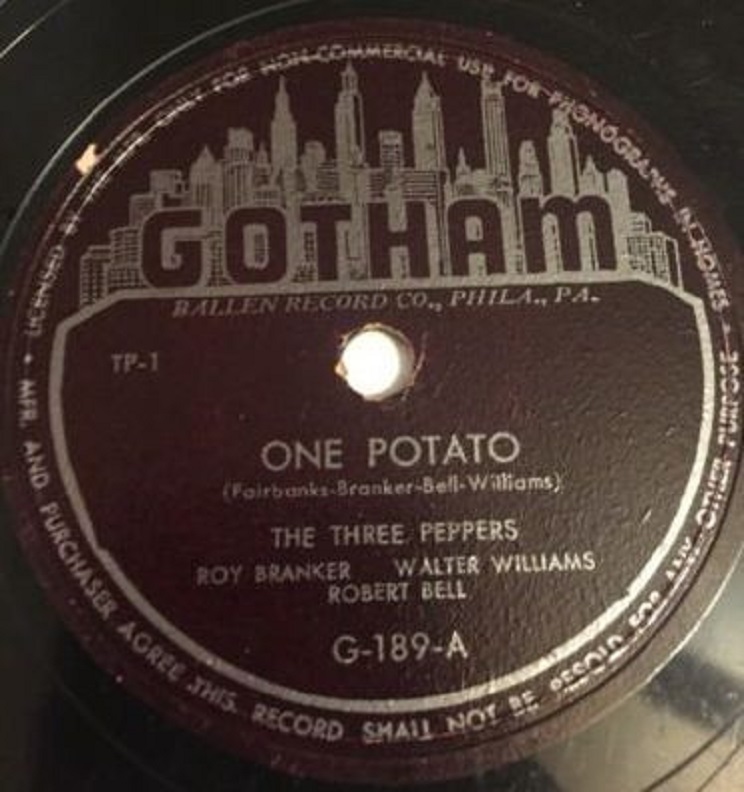 LICENSED BY MFR. ONLY FOR NON-COMMERCIAL USE FOR PHONOGRAPHS IN HOMES •
GOTHAM
BALLEN RECORD CO., PHILA., PA.
TP-1
ONE POTATO
(Fairbanks-Branker-Bell-Williams)
THE THREE PEPPERS
ROY BRANKER WALTER WILLIAMS
ROBERT BELL
G-189-A
• MFR. AND PURCHASER AGREE THIS RECORD SHALL NOT BE RESOLD FOR ANY OTHER PURPOSE